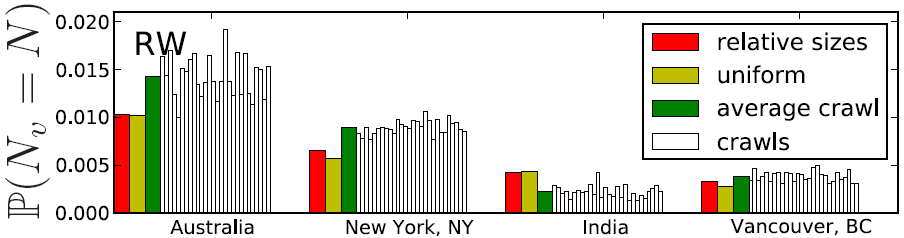 ℙ(N_v = N)
0.020
0.015
0.010
0.005
0.000
RW
relative sizes
uniform
average crawl
crawls
Australia
New York, NY
India
Vancouver, BC